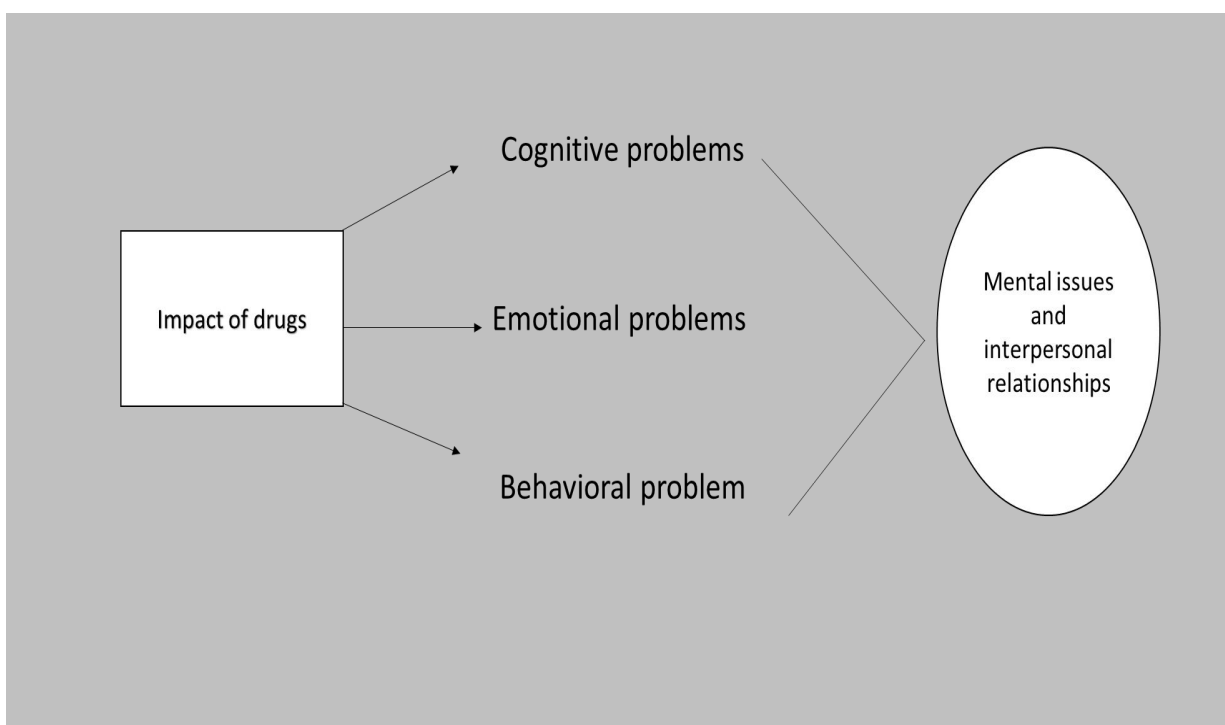 Cognitive problems
Impact of drugs
Emotional problems
Behavioral problem
Mental issues
and
interpersonal
relationships